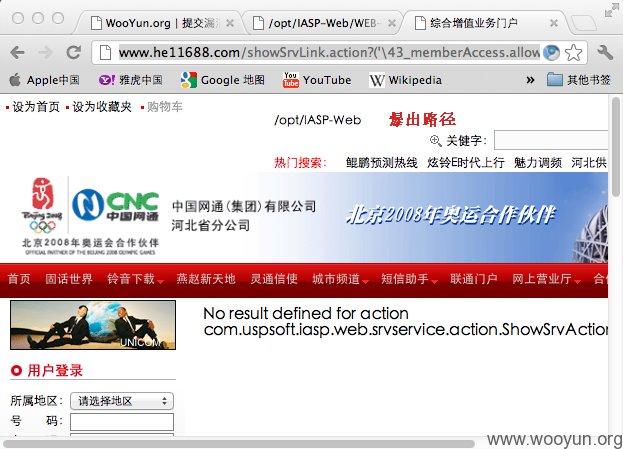 WooYun.org | 提交漏
/opt/IASP-Web/WEB-
综合增值业务门户
www.he11688.com/showSrvLink.action?('\43_memberAccess.allow
Apple中国 雅虎中国 Google 地图 YouTube Wikipedia » 其他书签
设为首页 设为收藏夹 购物车
/opt/IASP-Web 爆出路径
关键字：
热门搜索： 鲲鹏预测热线 炫铃E时代上行 魅力调频 河北供
Beijing 2008
CNC
中国网通
中国网通(集团)有限公司
河北省分公司
北京2008年奥运会合作伙伴
OFFICIAL PARTNER OF THE BEIJING 2008 OLYMPIC GAMES
北京2008年奥运合作伙伴
首页 固话世界 铃音下载 燕赵新天地 灵通信使 城市频道 短信助手 联通门户 网上营业厅 合
UNICOM
No result defined for action
com.uspsoft.iasp.web.srvservice.action.ShowSrvAction
用户登录
所属地区： 请选择地区
号 码：
www.wooyun.org